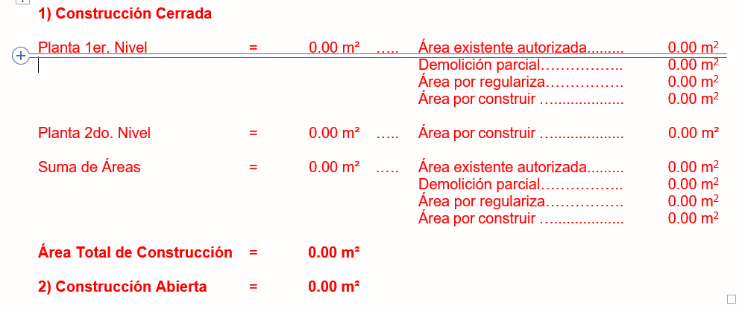 1) Construcción Cerrada
Planta 1er. Nivel = 0.00 m² ..... Área existente autorizada......... 0.00 m²
Demolición parcial................ 0.00 m²
Área por regulariza................ 0.00 m²
Área por construir ...................... 0.00 m²
Planta 2do. Nivel = 0.00 m² ..... Área por construir ...................... 0.00 m²
Suma de Áreas = 0.00 m² ..... Área existente autorizada......... 0.00 m²
Demolición parcial................ 0.00 m²
Área por regulariza................ 0.00 m²
Área por construir ...................... 0.00 m²
Área Total de Construcción = 0.00 m²
2) Construcción Abierta = 0.00 m²